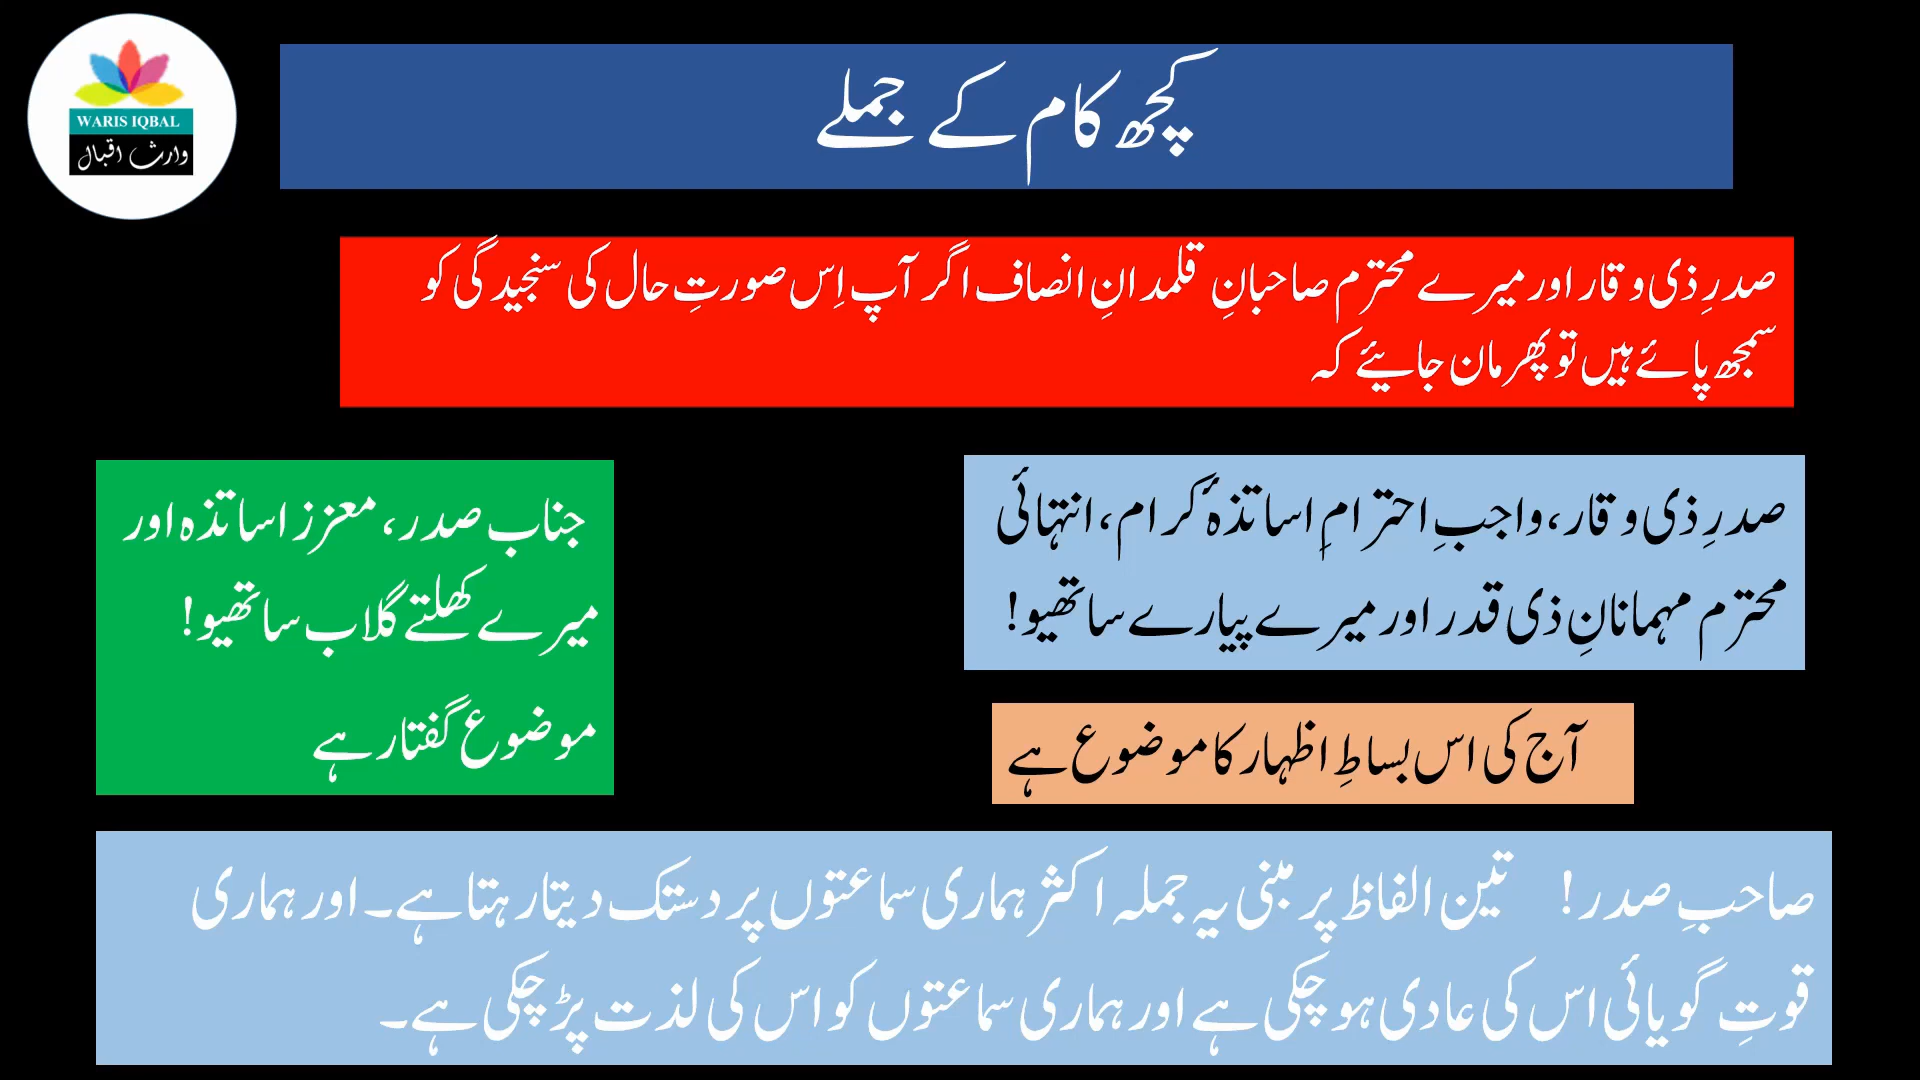 WARIS IQBAL
وارث اقبال
کچھ کام کے جملے
صدرِ ذی وقار اور میرے محترم صاحبانِ قلمدانِ انصاف اگر آپ اِس صورتِ حال کی سنجیدگی کو
سمجھ پائے ہیں تو پھر مان جایئے کہ
صدرِ ذی وقار، واجبِ احترامِ اساتذۂ کرام، انتہائی
محترم مہمانانِ ذی قدر اور میرے پیارے ساتھیو!
جناب صدر، معزز اساتذہ اور
میرے کھلتے گلاب ساتھیو!
موضوع گفتار ہے
آج کی اس بساطِ اظہار کا موضوع ہے
صاحبِ صدر! تین الفاظ پر مبنی یہ جملہ اکثر ہماری سماعتوں پر دستک دیتا رہتا ہے۔ اور ہماری
قوتِ گویائی اس کی عادی ہو چکی ہے اور ہماری سماعتوں کو اس کی لذت پڑ چکی ہے۔